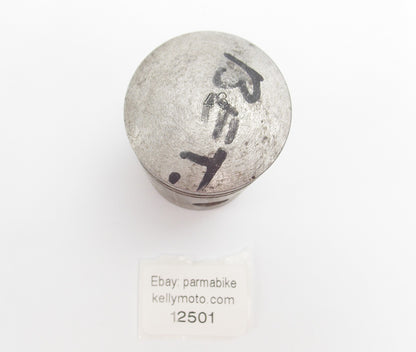 BET.
Ebay: parmabike
kellymoto.com
12501